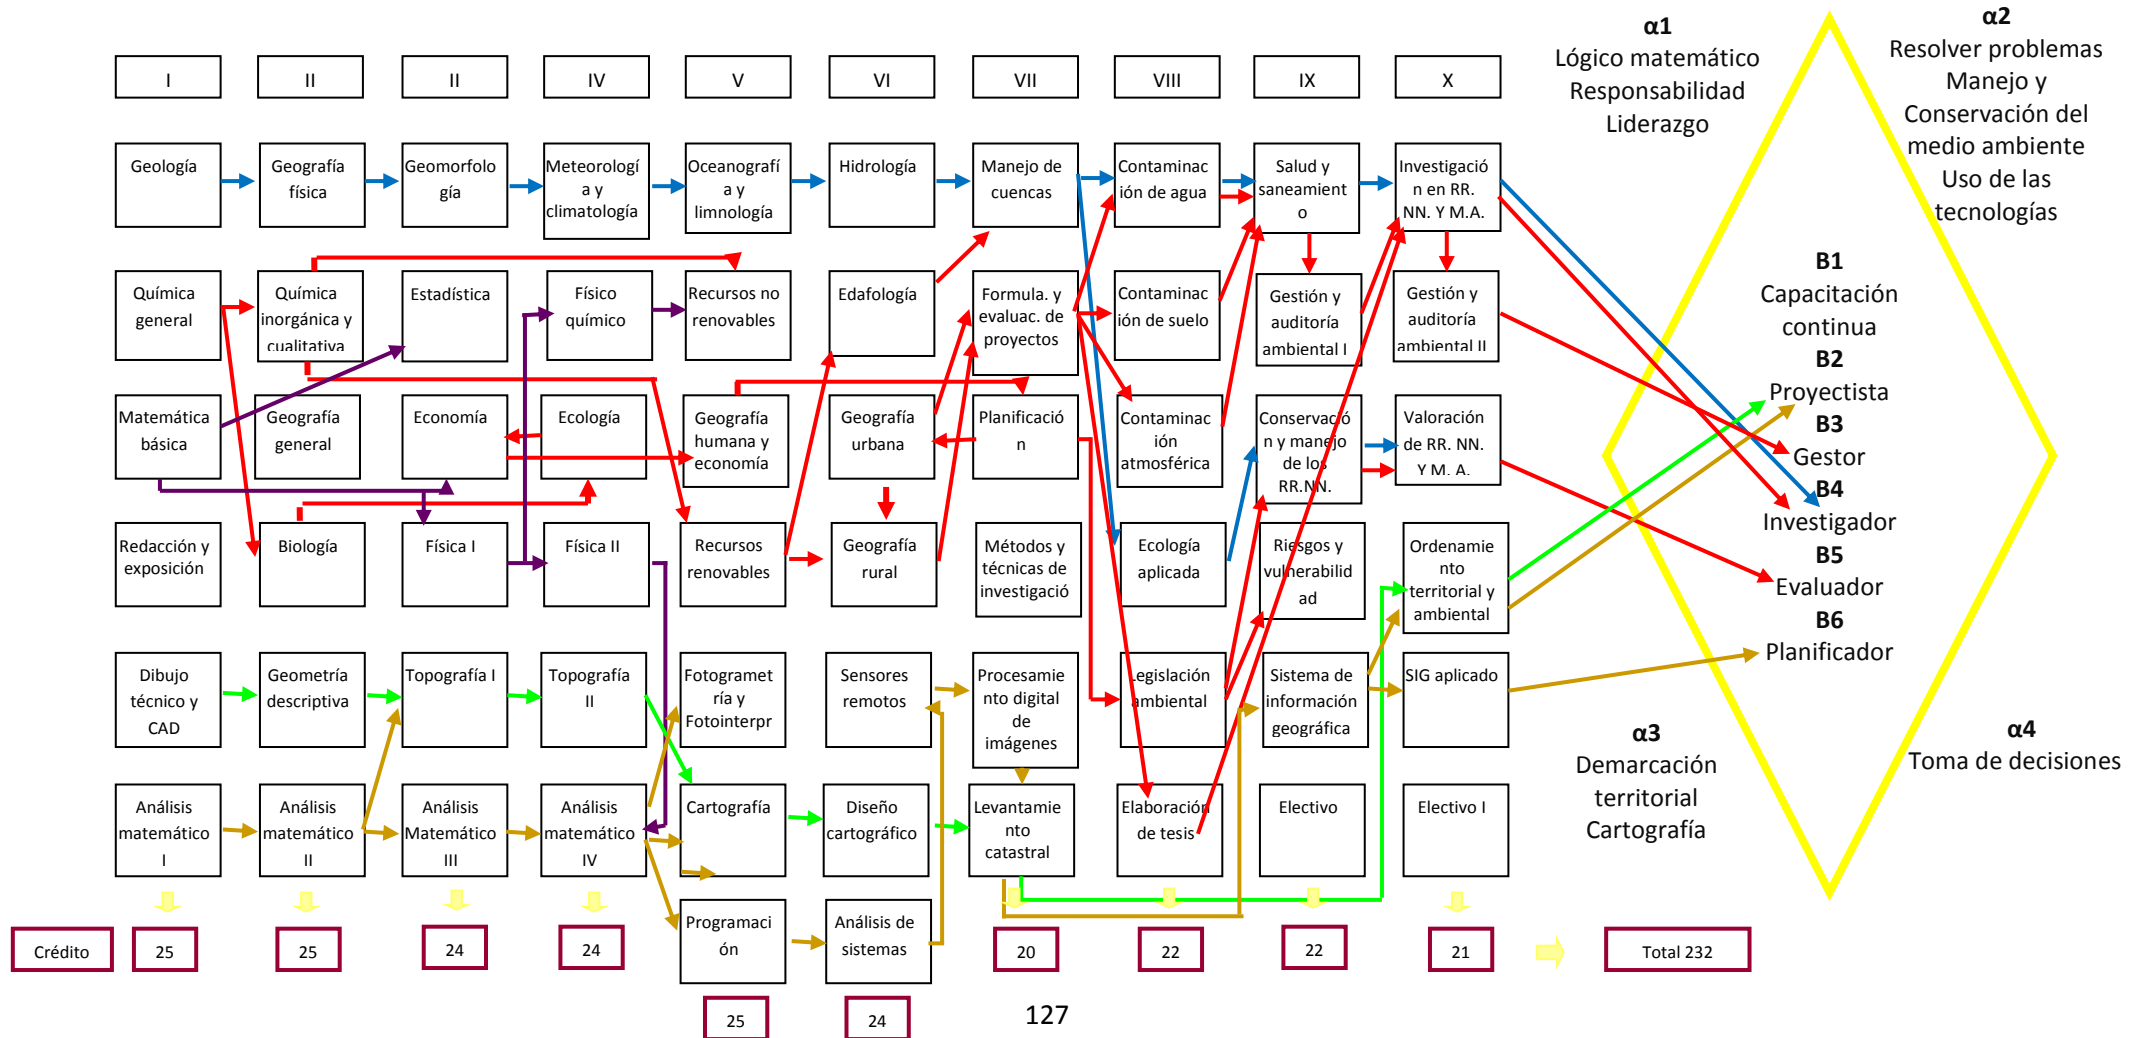 I
II
II
IV
V
VI
VII
VIII
IX
X
Geología
Geografía
física
Geomorfolo
gía
Meteorologí
a y
climatología
Oceanografí
a y
limnología
Hidrología
Manejo de
cuencas
Contaminac
ión de agua
Salud y
saneamient
o
Investigació
n en RR.
NN. Y M.A.
Química
general
Química
inorgánica y
cualitativa
Estadística
Físico
químico
Recursos no
renovables
Edafología
Formula. y
evaluac. de
proyectos
Contaminac
ión de suelo
Gestión y
auditoría
ambiental I
Gestión y
auditoría
ambiental II
Matemática
básica
Geografía
general
Economía
Ecología
Geografía
humana y
economía
Geografía
urbana
Planificació
n
Contaminac
ión
atmosférica
Conservació
n y manejo
de los
RR.NN.
Valoración
de RR. NN.
Y M. A.
Redacción y
exposición
Biología
Física I
Física II
Recursos
renovables
Geografía
rural
Métodos y
técnicas de
investigació
Ecología
aplicada
Riesgos y
vulnerabilid
ad
Ordenamie
nto
territorial y
ambiental
Dibujo
técnico y
CAD
Geometría
descriptiva
Topografía I
Topografía
II
Fotogramet
ría y
Fotointerpr
Sensores
remotos
Procesamie
nto digital
de
imágenes
Legislación
ambiental
Sistema de
información
geográfica
SIG aplicado
Análisis
matemático
I
Análisis
matemático
II
Análisis
Matemático
III
Análisis
matemático
IV
Cartografía
Diseño
cartográfico
Levantamie
nto
catastral
Elaboración
de tesis
Electivo
Electivo I
Programaci
ón
Análisis de
sistemas
Crédito
25
25
24
24
25
24
20
22
22
21
Total 232
α1
Lógico matemático
Responsabilidad
Liderazgo
α2
Resolver problemas
Manejo y
Conservación del
medio ambiente
Uso de las
tecnologías
B1
Capacitación
continua
B2
Proyectista
B3
Gestor
B4
Investigador
B5
Evaluador
B6
Planificador
α3
Demarcación
territorial
Cartografía
α4
Toma de decisiones
127